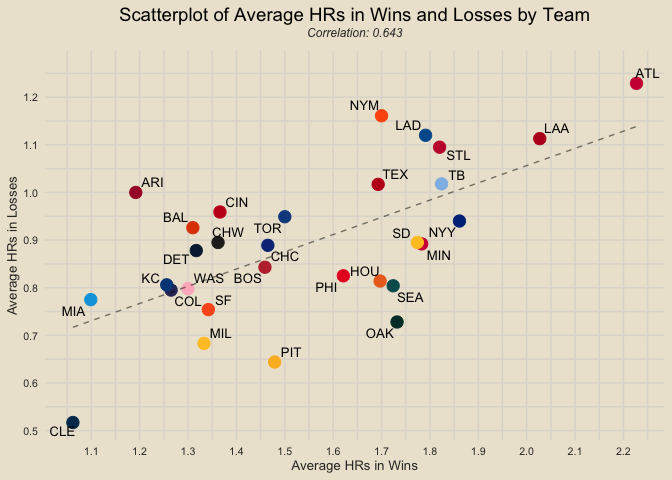 Scatterplot of Average HRs in Wins and Losses by Team
Correlation: 0.643
ATL
NYM
LAD
LAA
STL
TEX
TB
ARI
CIN
BAL
CHW
TOR
SD
NYY
DET
CHC
MIN
KC
WAS
BOS
HOU
PHI
MIA
COL
SF
SEA
MIL
OAK
PIT
CLE
1.2
1.1
1.0
0.9
0.8
0.7
0.6
0.5
Average HRs in Losses
1.1 1.2 1.3 1.4 1.5 1.6 1.7 1.8 1.9 2.0 2.1 2.2
Average HRs in Wins